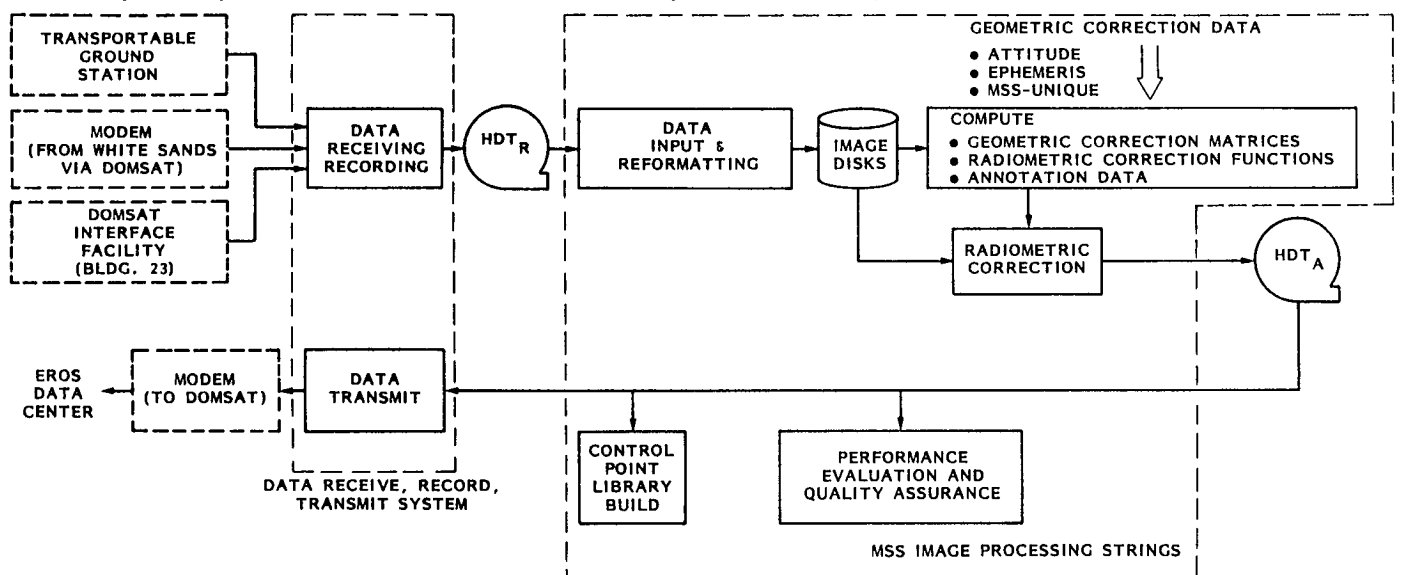 TRANSPORTABLE
GROUND
STATION
MODEM
(FROM WHITE SANDS
VIA DOMSAT)
DOMSAT
INTERFACE
FACILITY
(BLDG. 23)
DATA
RECEIVING
RECORDING
HDT R
DATA
INPUT &
REFORMATTING
IMAGE
DISKS
GEOMETRIC CORRECTION DATA
● ATTITUDE
● EPHEMERIS
● MSS-UNIQUE
COMPUTE
● GEOMETRIC CORRECTION MATRICES
● RADIOMETRIC CORRECTION FUNCTIONS
● ANNOTATION DATA
RADIOMETRIC
CORRECTION
HDT A
EROS
DATA
CENTER
MODEM
(TO DOMSAT)
DATA
TRANSMIT
DATA RECEIVE, RECORD,
TRANSMIT SYSTEM
CONTROL
POINT
LIBRARY
BUILD
PERFORMANCE
EVALUATION AND
QUALITY ASSURANCE
MSS IMAGE PROCESSING STRINGS